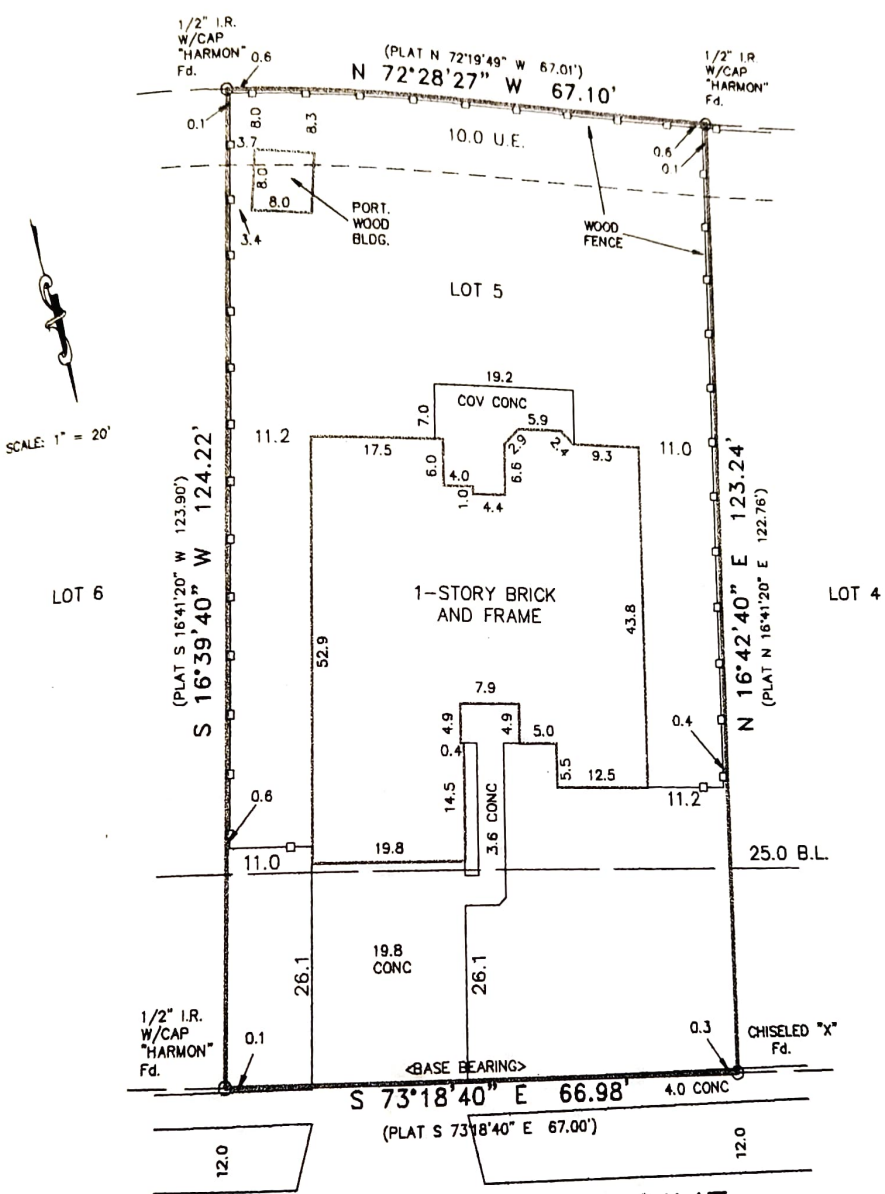 1/2" I.R.
W/CAP
"HARMON"
Fd.
0.6
(PLAT N 72°19'49" W 67.01')
N 72°28'27" W 67.10'
1/2" I.R.
W/CAP
"HARMON"
Fd.
0.1
8.0
8.3
10.0 U.E.
0.6
0.1
3.7
8.0
8.0
3.4
PORT.
WOOD
BLDG.
WOOD
FENCE
LOT 5
SCALE: 1" = 20'
19.2
COV CONC
7.0
5.9
2.9
2.4
11.2
17.5
6.0
6.6
9.3
11.0
4.0
1.0
4.4
(PLAT S 16°41'20" W 123.90')
S 16°39'40" W 124.22'
N 16°42'40" E 123.24'
(PLAT N 16°41'20" E 122.76')
LOT 6
1-STORY BRICK
AND FRAME
LOT 4
52.9
43.8
7.9
4.9
4.9
0.4
5.0
0.4
5.5
12.5
11.2
14.5
3.6 CONC
0.6
11.0
19.8
25.0 B.L.
19.8
CONC
26.1
26.1
1/2" I.R.
W/CAP
"HARMON"
Fd.
0.1
0.3
CHISELED "X"
Fd.
<BASE BEARING>
S 73°18'40" E 66.98'
4.0 CONC
(PLAT S 73°18'40" E 67.00')
12.0
12.0